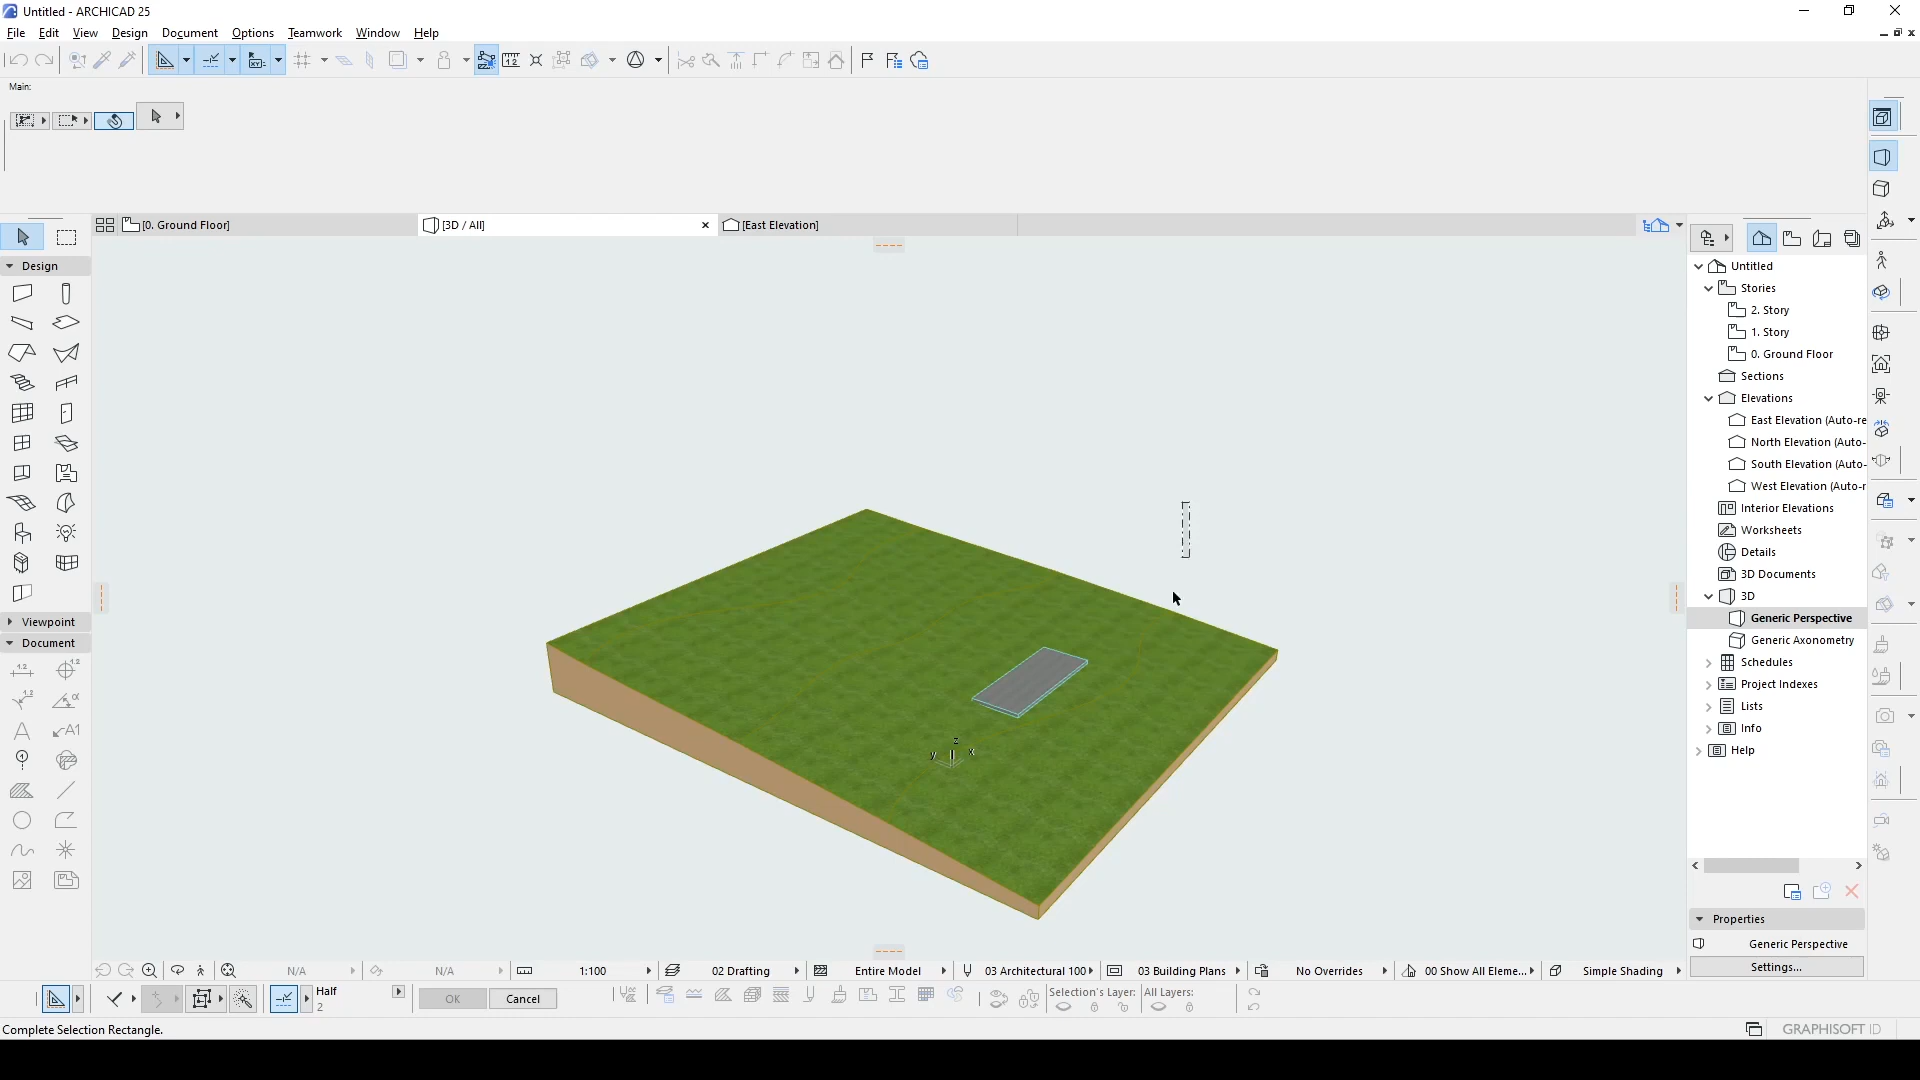 Untitled - ARCHICAD 25
File Edit View Design Document Options Teamwork Window Help
Main:
[0. Ground Floor]
[3D / All]
[East Elevation]
Design
Viewpoint
Document
Untitled
Stories
2. Story
1. Story
0. Ground Floor
Sections
Elevations
East Elevation (Auto-re
North Elevation (Auto-
South Elevation (Auto-
West Elevation (Auto-r
Interior Elevations
Worksheets
Details
3D Documents
3D
Generic Perspective
Generic Axonometry
Schedules
Project Indexes
Lists
Info
Help
z
y x
Properties
Generic Perspective
Settings...
N/A N/A 1:100 02 Drafting Entire Model 03 Architectural 100 03 Building Plans No Overrides 00 Show All Eleme... Simple Shading
Half
2
OK Cancel
Selection's Layer: All Layers:
Complete Selection Rectangle.
GRAPHISOFT ID